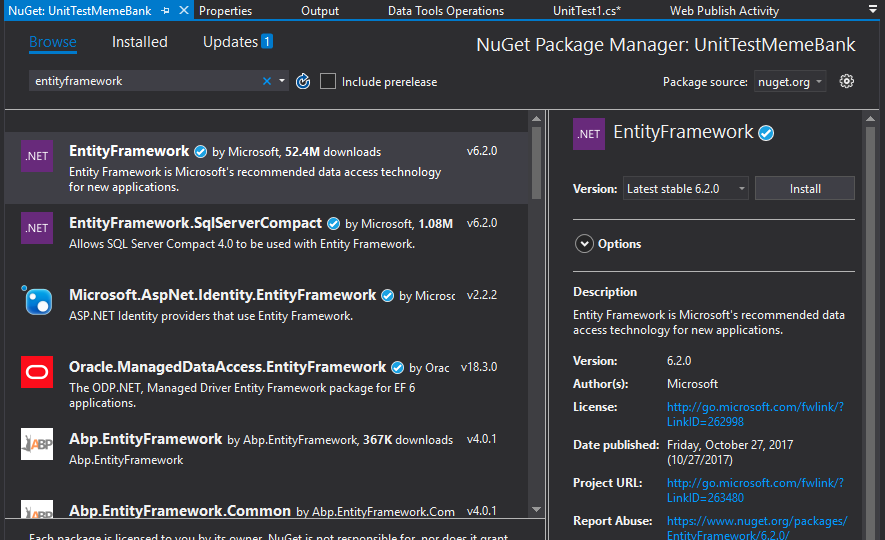 NuGet: UnitTestMemeBank
Properties
Output
Data Tools Operations
UnitTest1.cs*
Web Publish Activity
Browse
Installed
Updates 1
NuGet Package Manager: UnitTestMemeBank
entityframework
Include prerelease
Package source: nuget.org
.NET
EntityFramework by Microsoft, 52.4M downloads
v6.2.0
Entity Framework is Microsoft's recommended data access technology
for new applications.
.NET
EntityFramework.SqlServerCompact by Microsoft, 1.08M
v6.2.0
Allows SQL Server Compact 4.0 to be used with Entity Framework.
Microsoft.AspNet.Identity.EntityFramework by Microsc
v2.2.2
ASP.NET Identity providers that use Entity Framework.
Oracle.ManagedDataAccess.EntityFramework by Orac
v18.3.0
The ODP.NET, Managed Driver Entity Framework package for EF 6
applications.
ABP
Abp.EntityFramework by Abp.EntityFramework, 367K downloads
v4.0.1
Abp.EntityFramework
ABP
Abp.EntityFramework.Common by Abp.EntityFramework.Com
v4.0.1
Each package is licensed to you by its owner. NuGet is not responsible for, nor does it grant
.NET
EntityFramework
Version:
Latest stable 6.2.0
Install
Options
Description
Entity Framework is Microsoft's recommended data
access technology for new applications.
Version:
6.2.0
Author(s):
Microsoft
License:
http://go.microsoft.com/fwlink/?
LinkID=262998
Date published:
Friday, October 27, 2017
(10/27/2017)
Project URL:
http://go.microsoft.com/fwlink/?
LinkID=263480
Report Abuse:
https://www.nuget.org/packages/
EntityFramework/6.2.0/